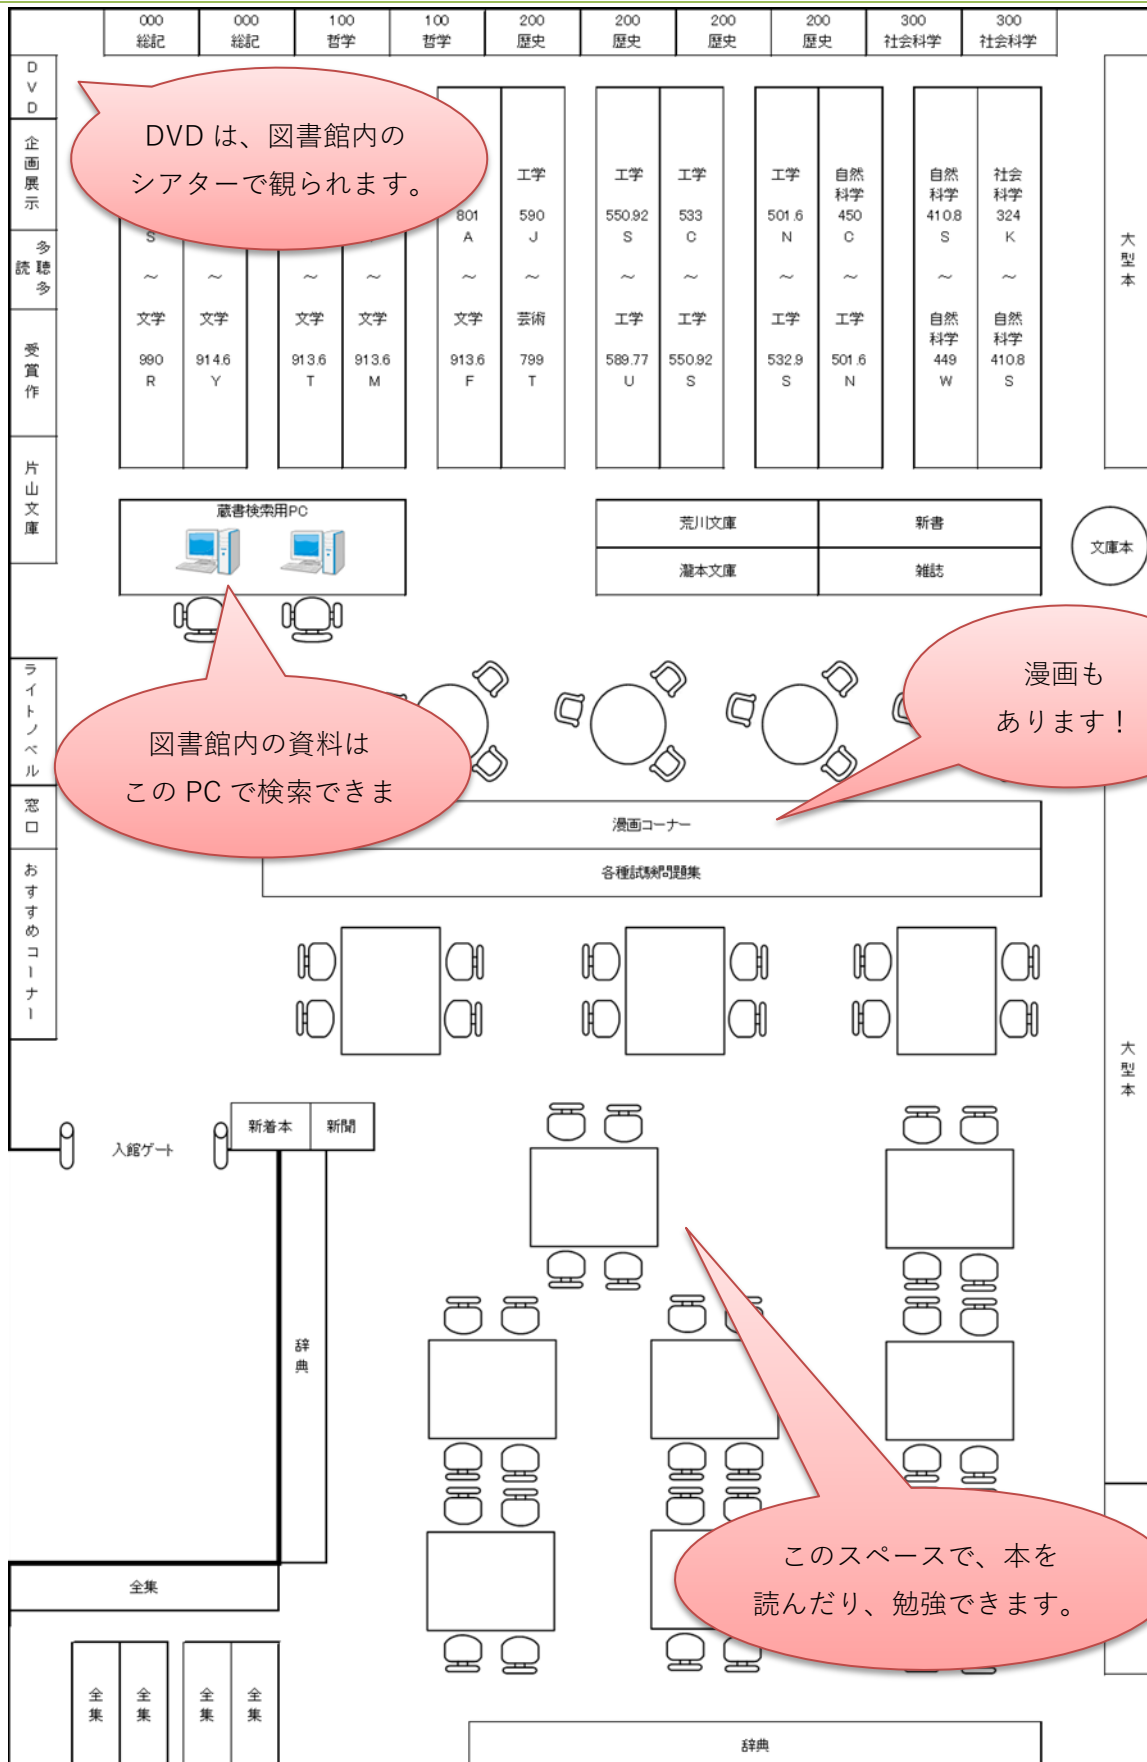 000 000 100 100 200 200 200 200 300 300
総記 総記 哲学 哲学 歴史 歴史 歴史 歴史 社会科学 社会科学
DVD
DVD は、図書館内の
シアターで観られます。
企画展示
多聴多読
受賞作
片山文庫
S
～
文学
990
R
～
文学
914.6
Y
～
文学
913.6
T
～
文学
913.6
M
801
A
～
文学
913.6
F
工学
590
J
～
芸術
799
T
工学
550.92
S
～
工学
589.77
U
工学
533
C
～
工学
550.92
S
工学
501.6
N
～
工学
532.9
S
自然
科学
450
C
～
工学
501.6
N
自然
科学
410.8
S
～
自然
科学
449
W
社会
科学
324
K
～
自然
科学
410.8
S
大型本
蔵書検索用PC
荒川文庫 新書
瀧本文庫 雑誌
文庫本
ライトノベル
図書館内の資料は
この PC で検索できま
漫画も
あります！
窓口
漫画コーナー
各種試験問題集
おすすめコーナー
大型本
新着本 新聞
入館ゲート
辞典
このスペースで、本を
読んだり、勉強できます。
全集
全集 全集 全集 全集
辞典